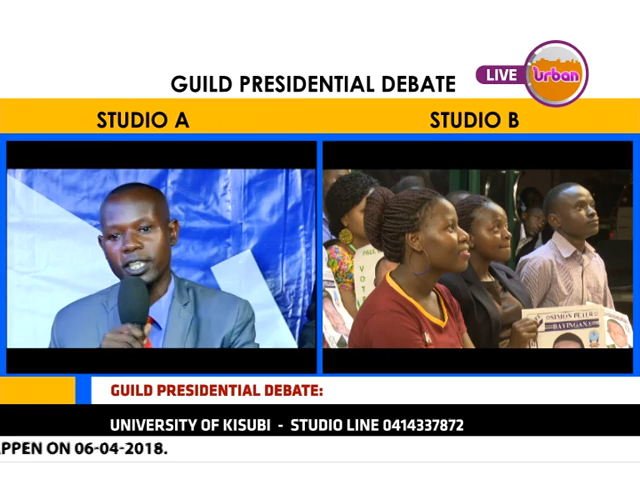 GUILD PRESIDENTIAL DEBATE
LIVE
Urban
STUDIO A
STUDIO B
VOT
SIMON PETER
BAYINGANA
GUILD PRESIDENTIAL DEBATE:
UNIVERSITY OF KISUBI - STUDIO LINE 0414337872
APPEN ON 06-04-2018.